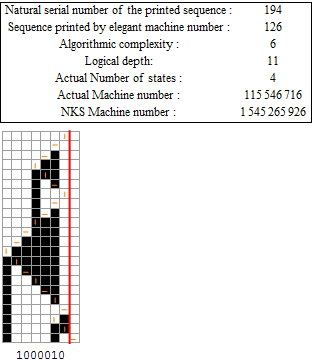 Natural serial number of the printed sequence : 194
Sequence printed by elegant machine number : 126
Algorithmic complexity : 6
Logical depth: 11
Actual Number of states : 4
Actual Machine number : 115 546 716
NKS Machine number : 1 545 265 926
1000010